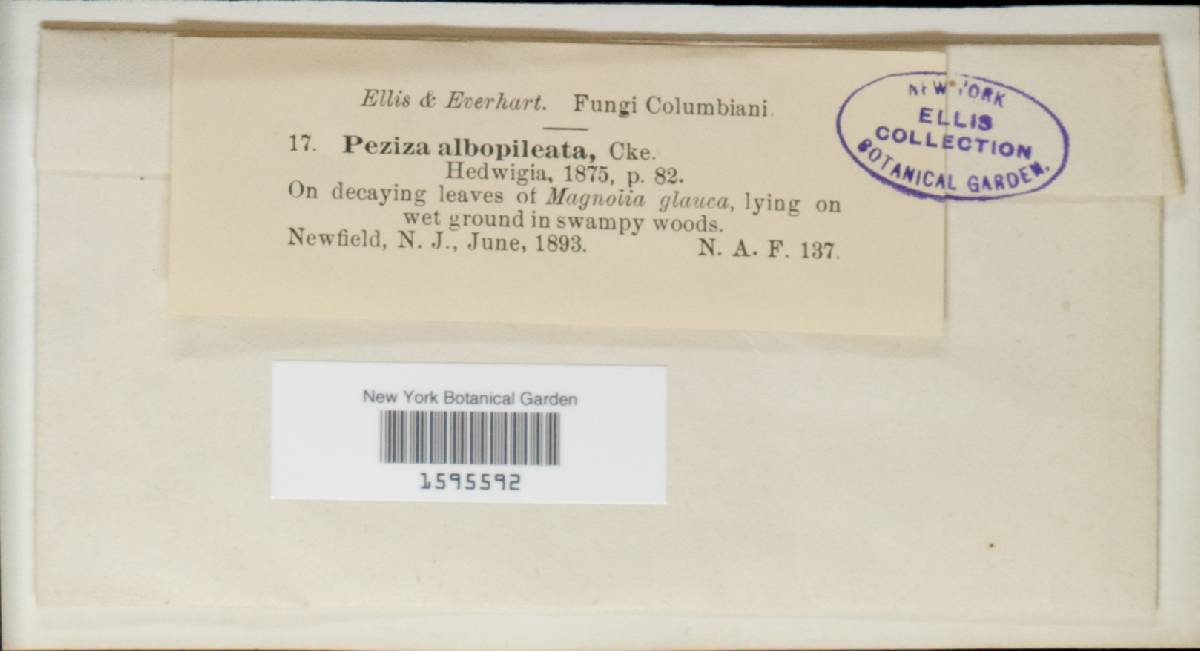 Ellis & Everhart. Fungi Columbiani.
17. Peziza albopileata, Cke.
Hedwigia, 1875, p. 82.
On decaying leaves of Magnolia glauca, lying on
wet ground in swampy woods.
Newfield, N. J., June, 1893. N. A. F. 137.
NEW YORK
ELLIS
COLLECTION
BOTANICAL GARDEN.
New York Botanical Garden
1595592